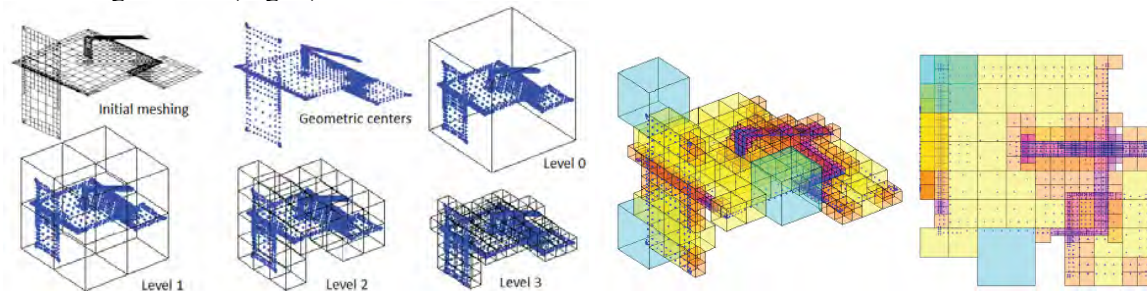 Initial meshing
Geometric centers
Level 0
Level 1
Level 2
Level 3